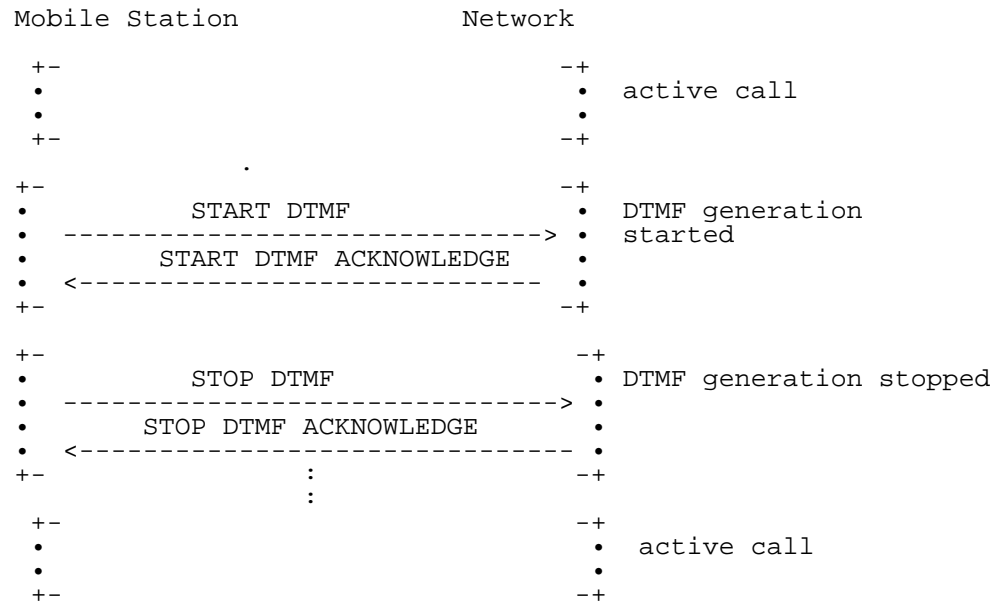 Mobile Station Network
+- -+
• • active call
• •
+- -+
.
+- -+
• START DTMF • DTMF generation
• ------------------------------> • started
• START DTMF ACKNOWLEDGE •
• <----------------------------- •
+- -+
+- -+
• STOP DTMF • DTMF generation stopped
• -------------------------------> •
• STOP DTMF ACKNOWLEDGE •
• <------------------------------- •
+- : -+
:
+- -+
• • active call
• •
+- -+